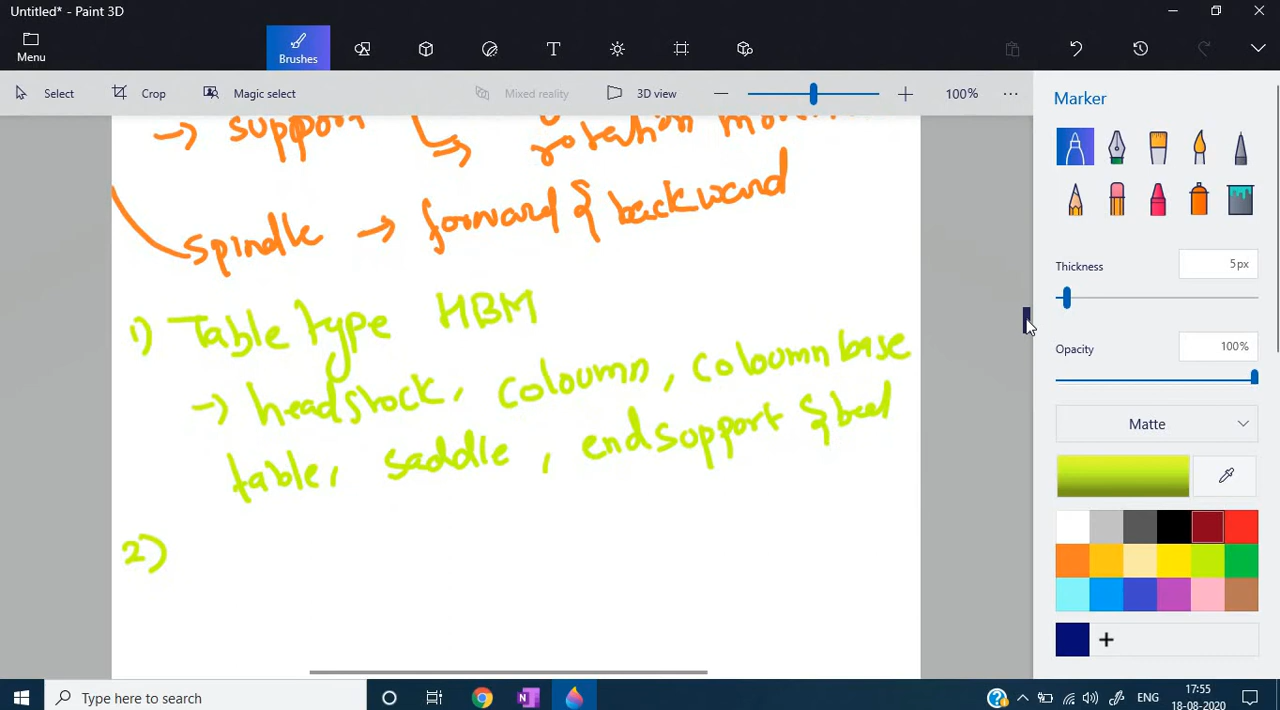 Untitled* - Paint 3D
Menu
Brushes
Select Crop Magic select Mixed reality 3D view 100%
Marker
→ support rotation
spindle → forward & backward
1) Table type HBM
→ headstock, coloumn, coloumn base
table, saddle, end support & bed
2)
Thickness 5px
Opacity 100%
Matte
Type here to search
ENG
17:55
18-08-2020